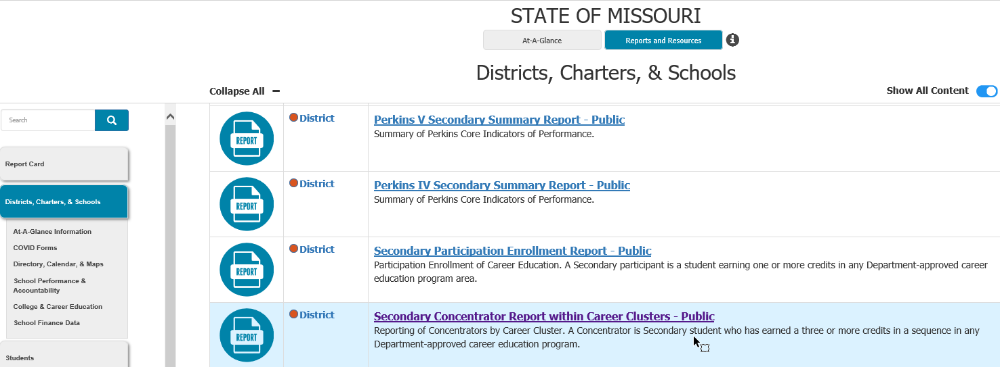 STATE OF MISSOURI
At-A-Glance
Reports and Resources
i
Districts, Charters, & Schools
Collapse All −
Show All Content
Search
Report Card
Districts, Charters, & Schools
At-A-Glance Information
COVID Forms
Directory, Calendar, & Maps
School Performance &
Accountability
College & Career Education
School Finance Data
Students
REPORT
District
Perkins V Secondary Summary Report - Public
Summary of Perkins Core Indicators of Performance.
REPORT
District
Perkins IV Secondary Summary Report - Public
Summary of Perkins Core Indicators of Performance.
REPORT
District
Secondary Participation Enrollment Report - Public
Participation Enrollment of Career Education. A Secondary participant is a student earning one or more credits in any Department-approved career
education program area.
REPORT
District
Secondary Concentrator Report within Career Clusters - Public
Reporting of Concentrators by Career Cluster. A Concentrator is Secondary student who has earned a three or more credits in a sequence in any
Department-approved career education program.